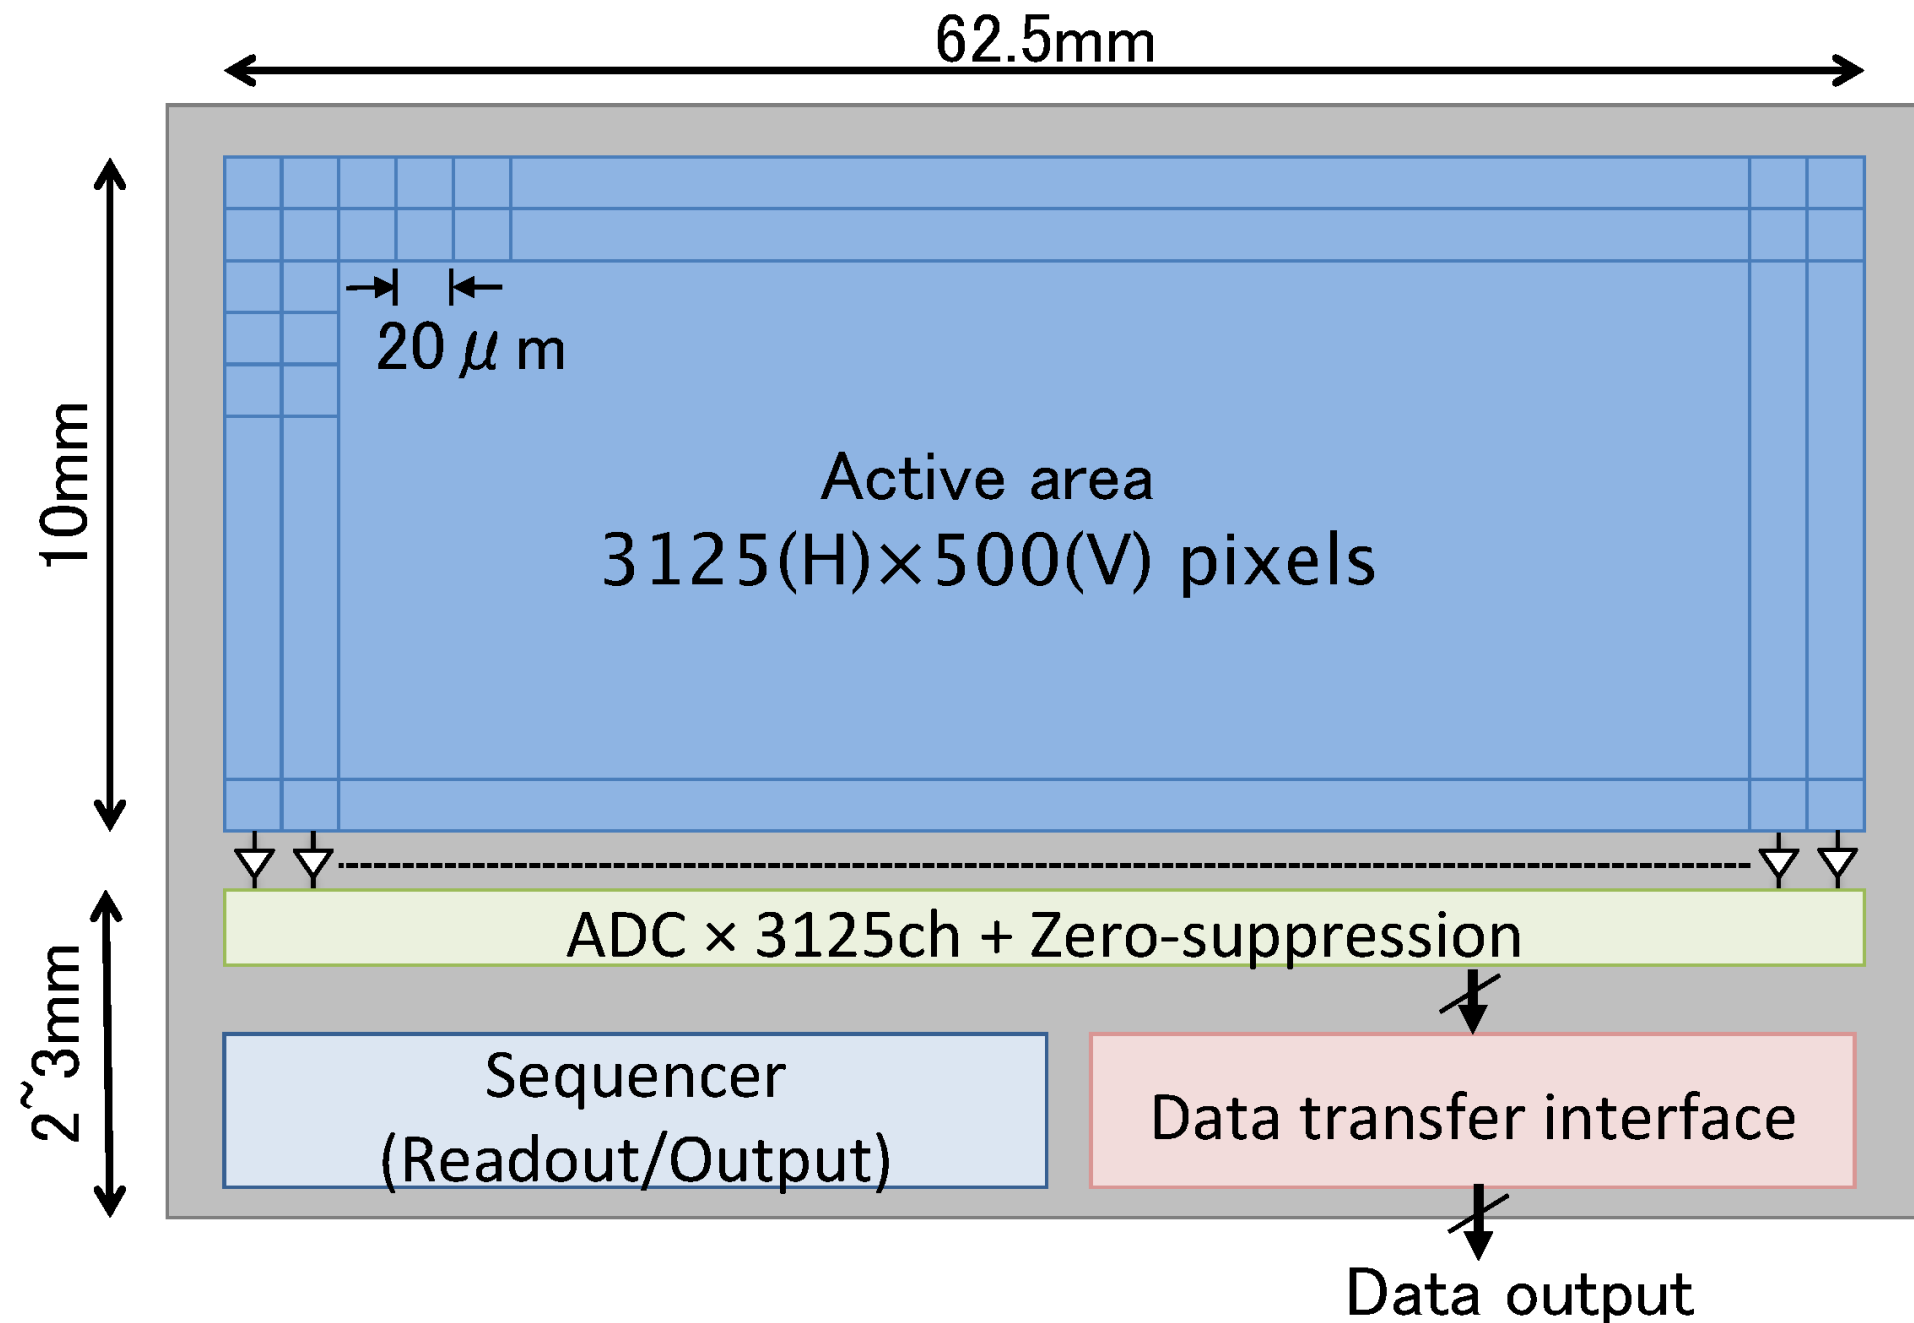 62.5mm
10mm
20μm
Active area
3125(H)×500(V) pixels
2~3mm
ADC × 3125ch + Zero-suppression
Sequencer
(Readout/Output)
Data transfer interface
Data output